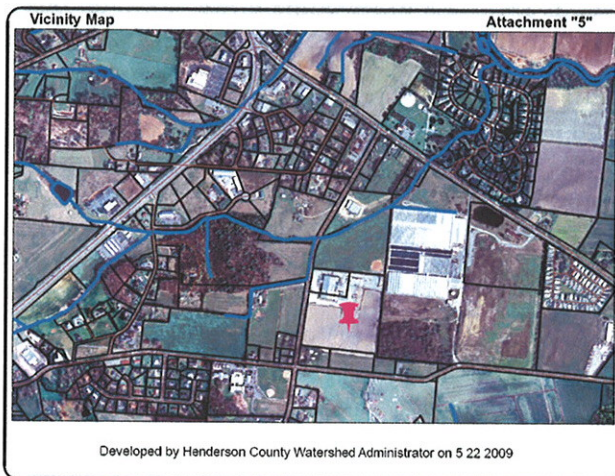 Vicinity Map
Attachment "5"
Developed by Henderson County Watershed Administrator on 5 22 2009